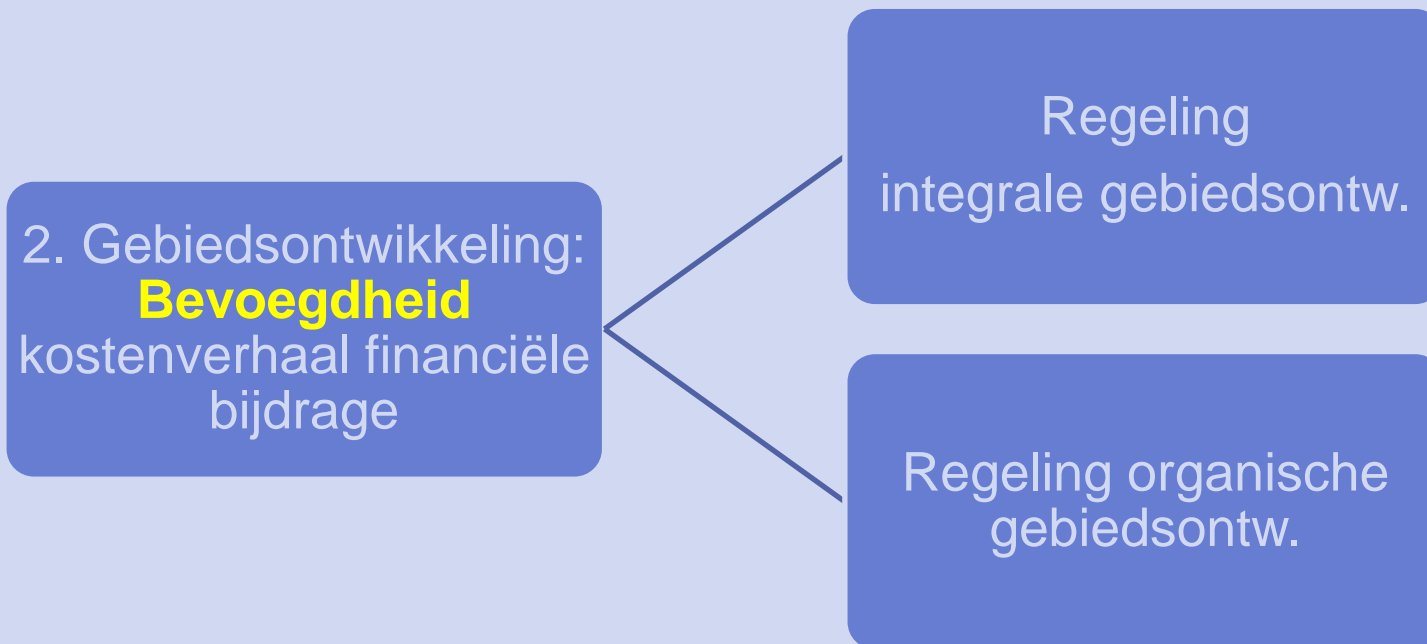 2. Gebiedsontwikkeling:
Bevoegdheid
kostenverhaal financiële
bijdrage
Regeling
integrale gebiedsontw.
Regeling organische
gebiedsontw.